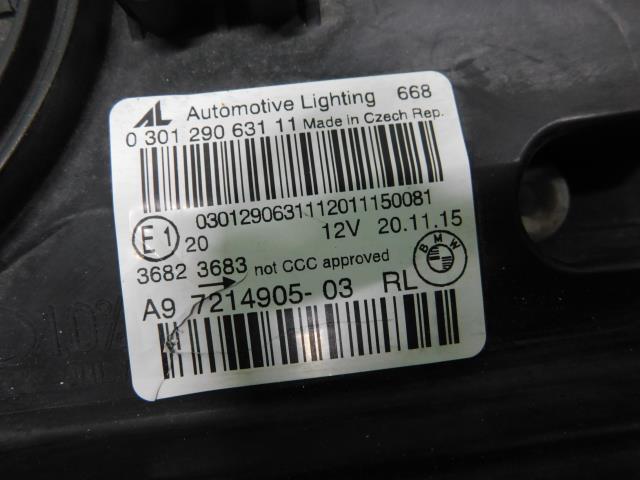 AL Automotive Lighting 668
0 301 290 631 11 Made in Czech Rep.
0301290631112011150081
E1 20 12V 20.11.15
3682 3683 not CCC approved
BMW
A9 7214905-03 RL